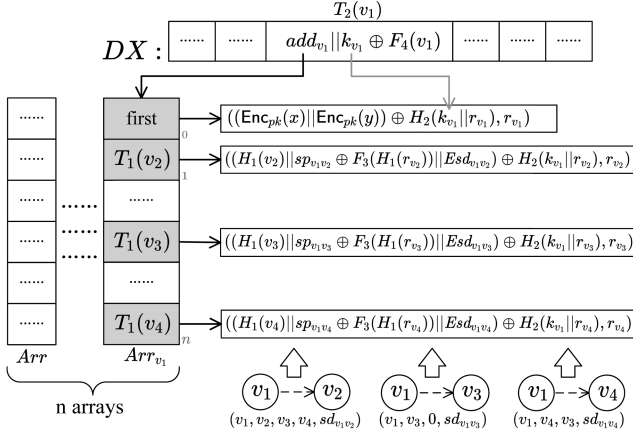 T₂(v₁)
DX: ······ ······ add_{v₁}||k_{v₁} ⊕ F₄(v₁) ······ ······ ······
······ first 0 ((Enc_{pk}(x)||Enc_{pk}(y)) ⊕ H₂(k_{v₁}||r_{v₁}), r_{v₁})
······ T₁(v₂) 1 ((H₁(v₂)||sp_{v₁v₂} ⊕ F₃(H₁(r_{v₂}))||Esd_{v₁v₂}) ⊕ H₂(k_{v₁}||r_{v₂}), r_{v₂})
······ ...... ······
······ ...... T₁(v₃) ((H₁(v₃)||sp_{v₁v₃} ⊕ F₃(H₁(r_{v₃}))||Esd_{v₁v₃}) ⊕ H₂(k_{v₁}||r_{v₃}), r_{v₃})
······ ...... ······
······ T₁(v₄) n ((H₁(v₄)||sp_{v₁v₄} ⊕ F₃(H₁(r_{v₄}))||Esd_{v₁v₄}) ⊕ H₂(k_{v₁}||r_{v₄}), r_{v₄})
Arr Arr_{v₁}
v₁ v₂ v₁ v₃ v₁ v₄
n arrays (v₁, v₂, v₃, v₄, sd_{v₁v₂}) (v₁, v₃, 0, sd_{v₁v₃}) (v₁, v₄, v₃, sd_{v₁v₄})